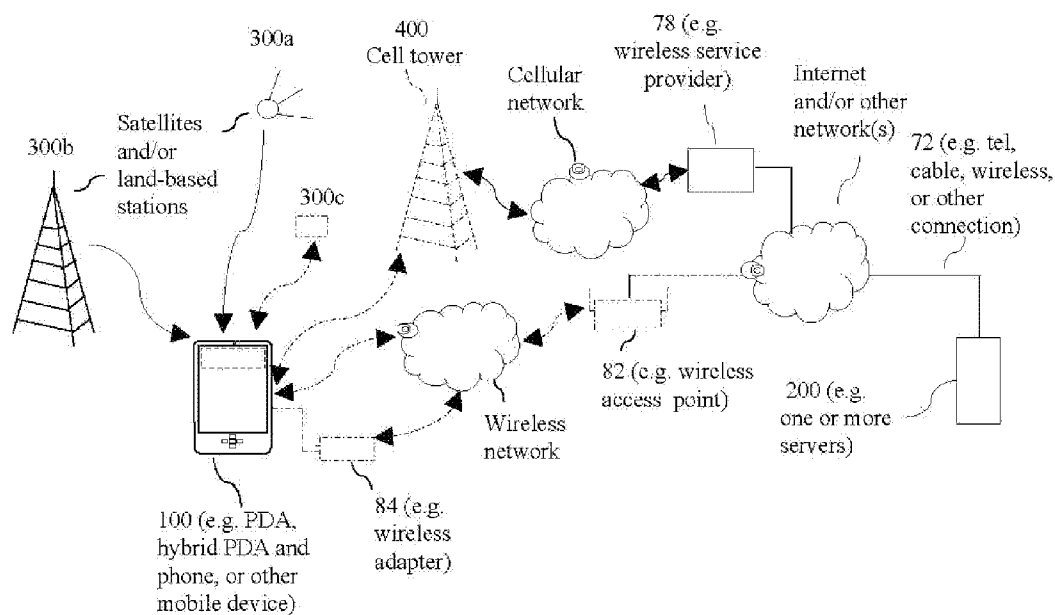 300a
400
Cell tower
78 (e.g.
wireless service
provider)
Cellular
network
Internet
and/or other
network(s)
Satellites
and/or
land-based
stations
300b
72 (e.g. tel,
cable, wireless,
or other
connection)
300c
82 (e.g. wireless
access point)
200 (e.g.
one or more
servers)
Wireless
network
84 (e.g.
wireless
adapter)
100 (e.g. PDA,
hybrid PDA and
phone, or other
mobile device)